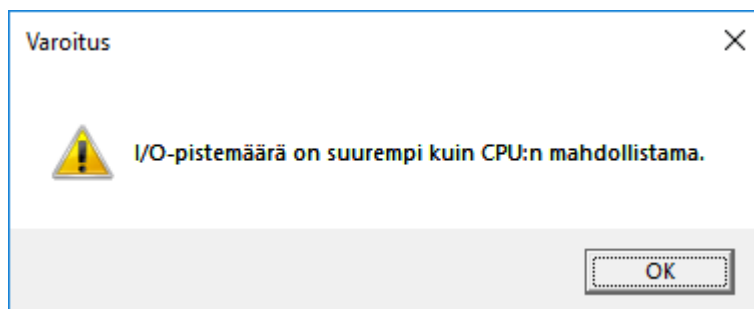 Varoitus
I/O-pistemäärä on suurempi kuin CPU:n mahdollistama.
OK